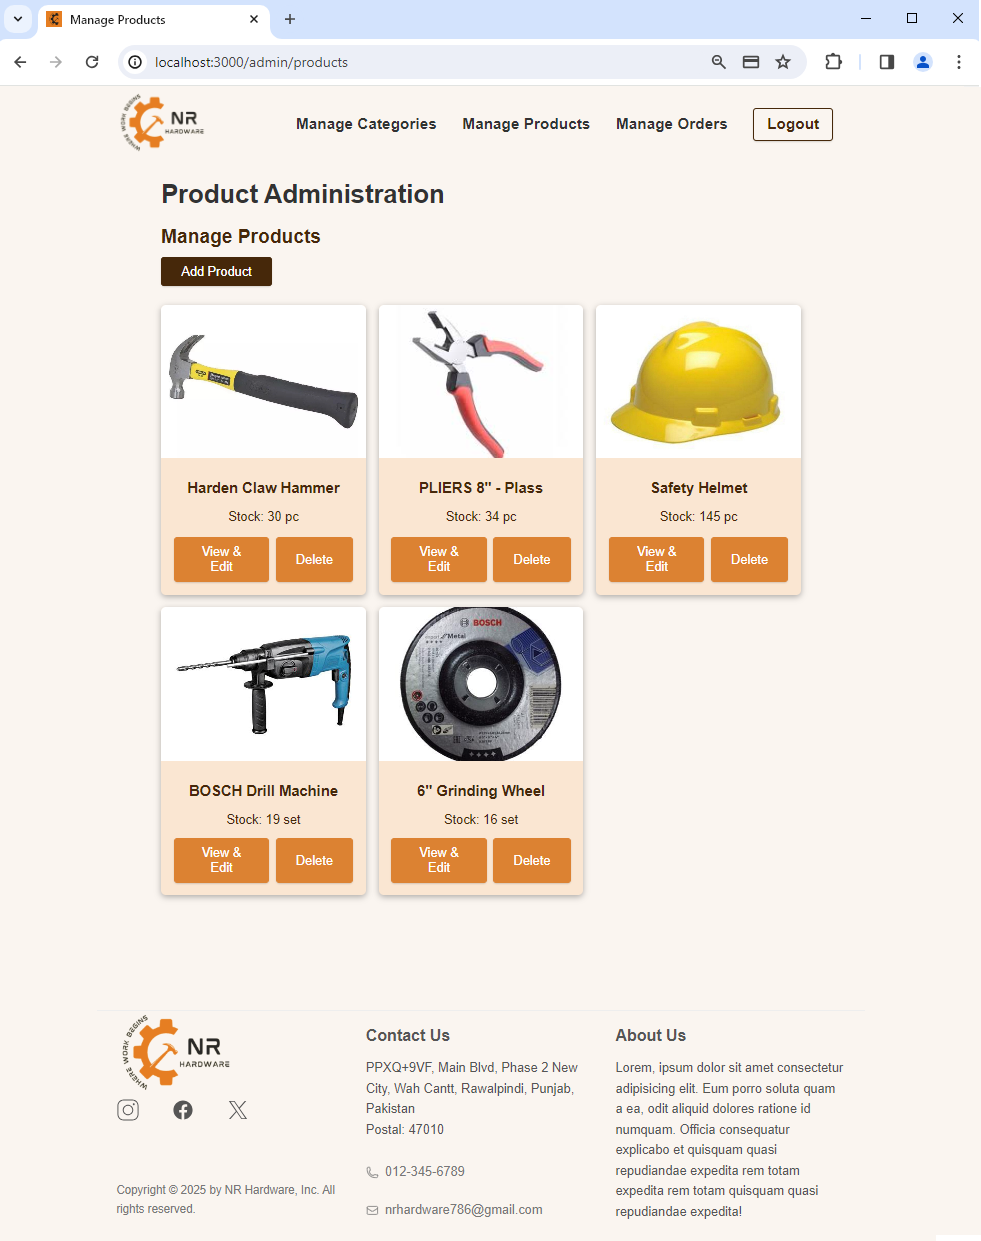 Manage Products
localhost:3000/admin/products
WHERE WORK BEGINS
NR
HARDWARE
Manage Categories
Manage Products
Manage Orders
Logout
Product Administration
Manage Products
Add Product
Harden Claw Hammer
Stock: 30 pc
View &
Edit
Delete
PLIERS 8" - Plass
Stock: 34 pc
View &
Edit
Delete
Safety Helmet
Stock: 145 pc
View &
Edit
Delete
BOSCH
Metal
BOSCH Drill Machine
Stock: 19 set
View &
Edit
Delete
6" Grinding Wheel
Stock: 16 set
View &
Edit
Delete
WHERE WORK BEGINS
NR
HARDWARE
Copyright © 2025 by NR Hardware, Inc. All
rights reserved.
Contact Us
PPXQ+9VF, Main Blvd, Phase 2 New
City, Wah Cantt, Rawalpindi, Punjab,
Pakistan
Postal: 47010
012-345-6789
nrhardware786@gmail.com
About Us
Lorem, ipsum dolor sit amet consectetur
adipisicing elit. Eum porro soluta quam
a ea, odit aliquid dolores ratione id
numquam. Officia consequatur
explicabo et quisquam quasi
repudiandae expedita rem totam
expedita rem totam quisquam quasi
repudiandae expedita!